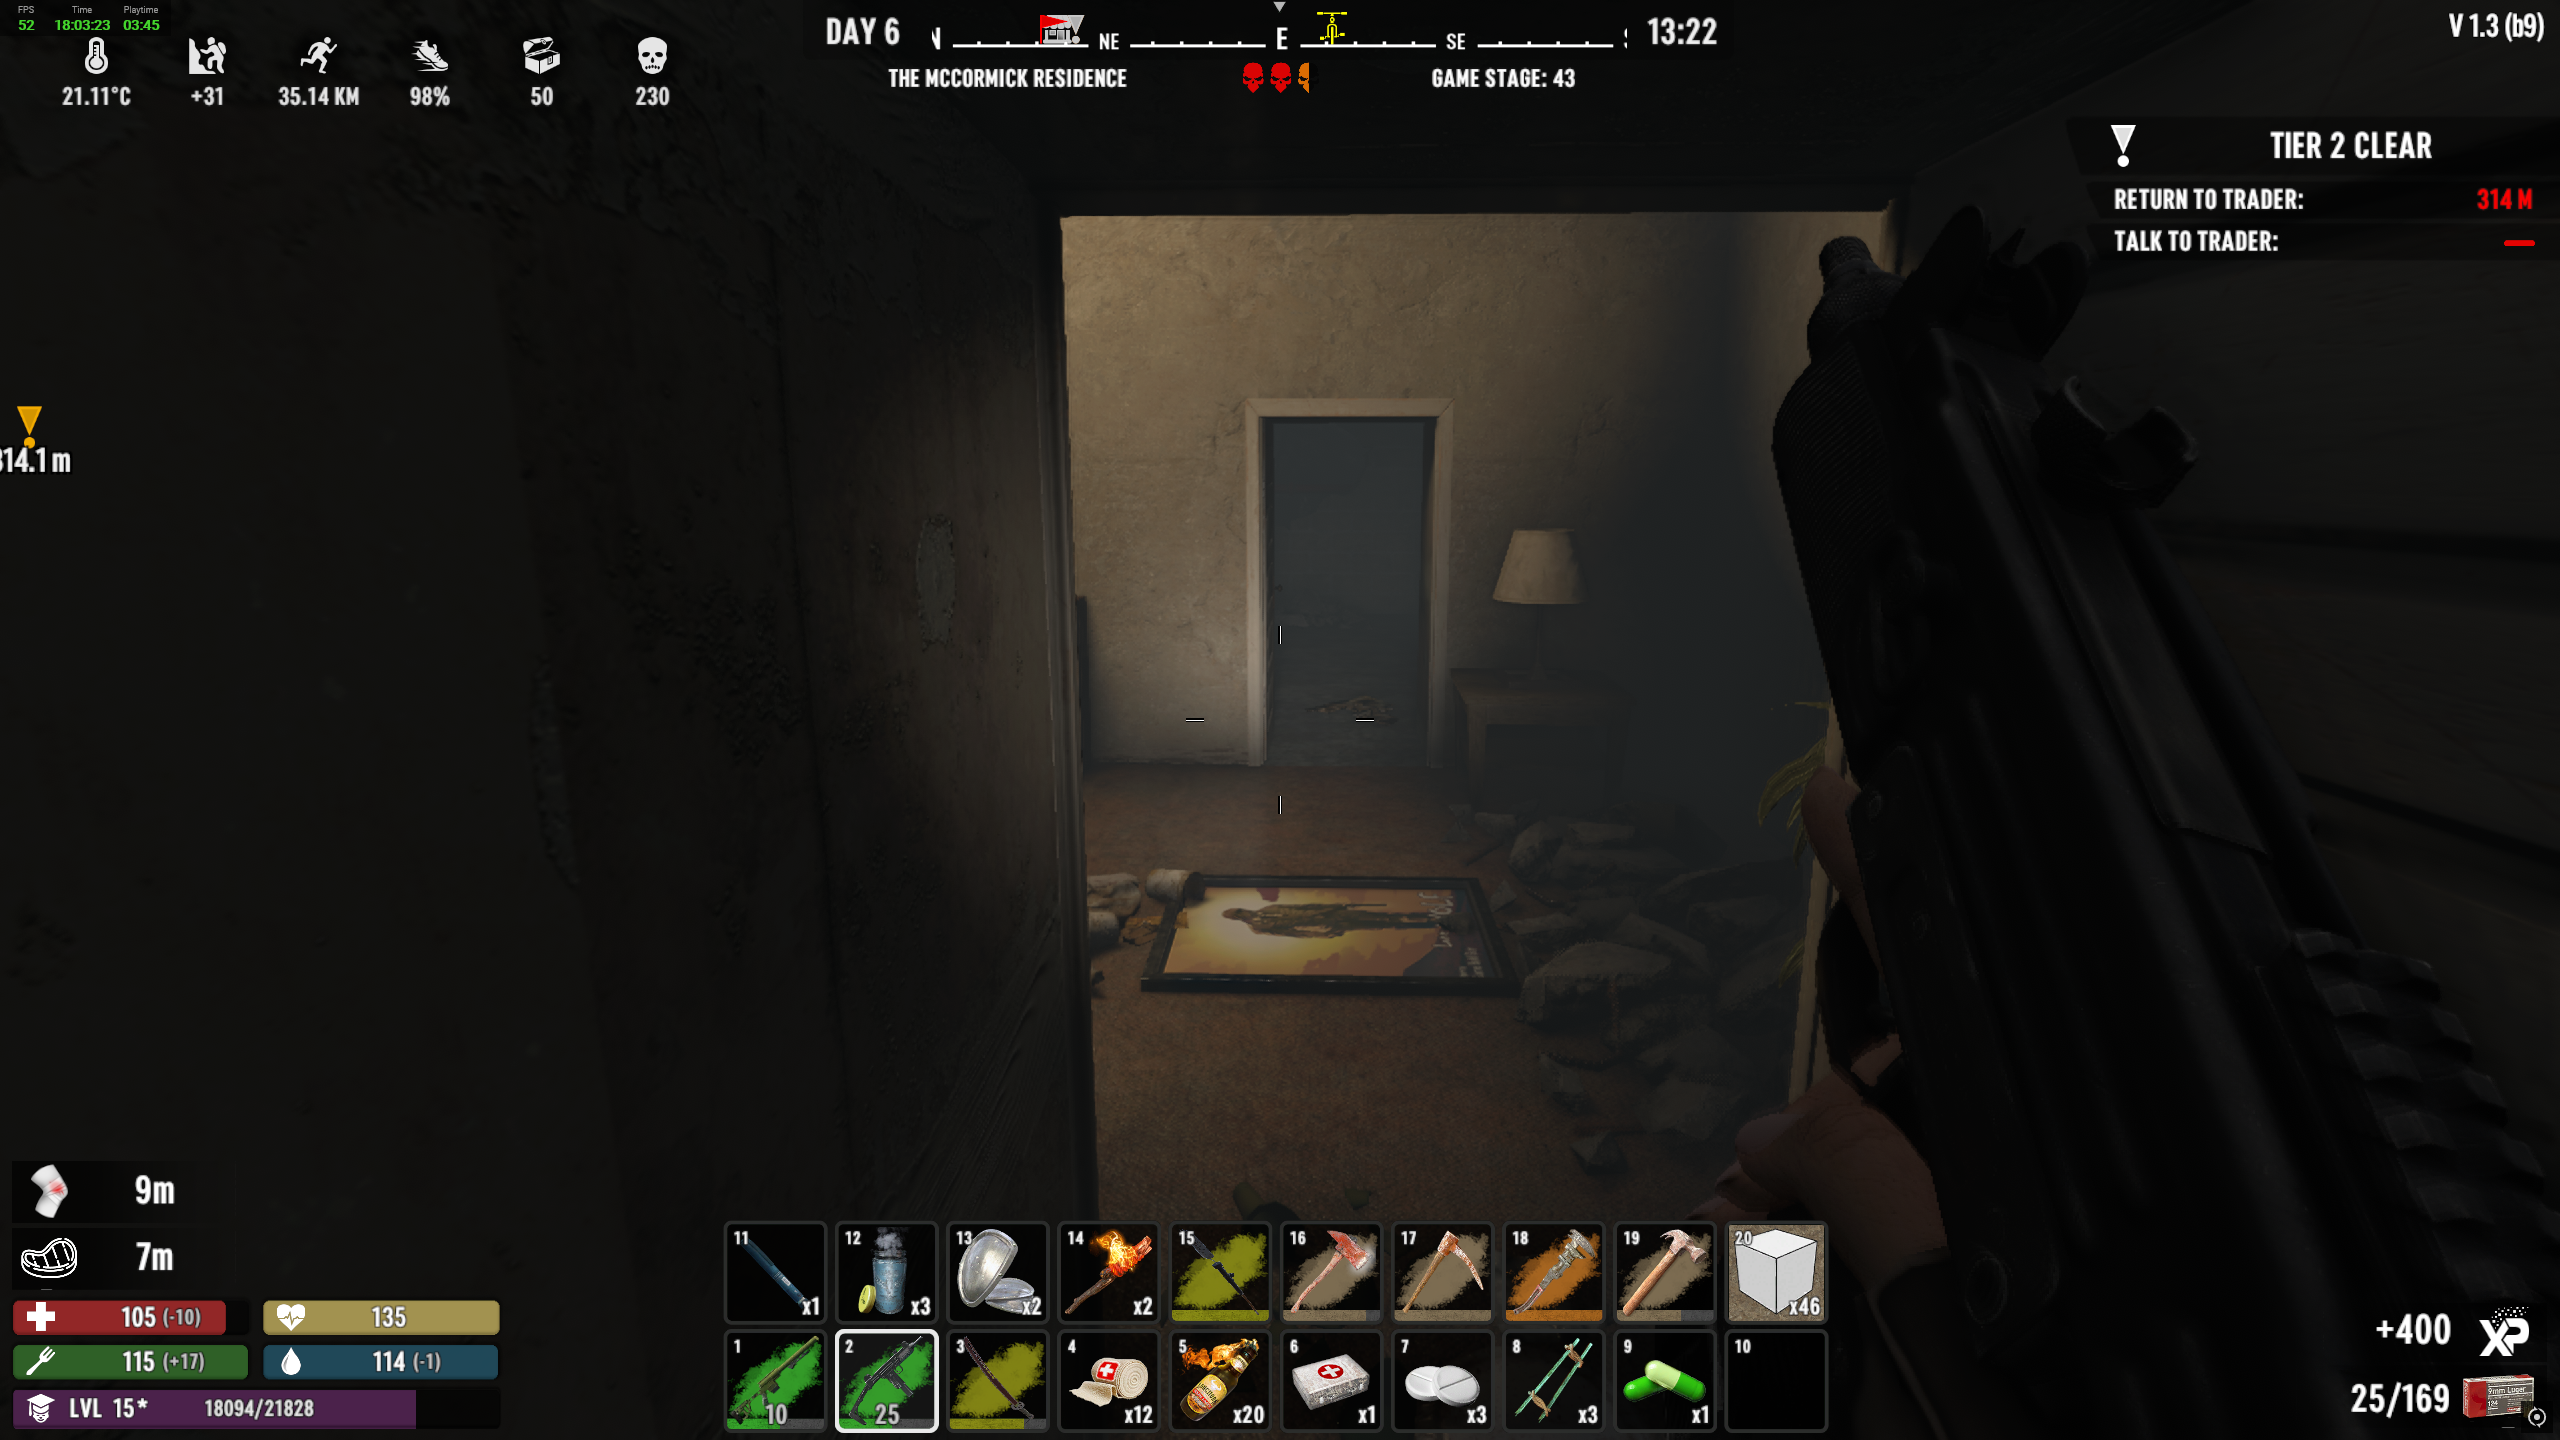 FPS Time Playtime
52 18:03:23 03:45
21.11°C +31 35.14 KM 98% 50 230
DAY 6 N NE E SE 13:22
THE MCCORMICK RESIDENCE GAME STAGE: 43
V 1.3 (b9)
TIER 2 CLEAR
RETURN TO TRADER: 314 M
TALK TO TRADER:
314.1 m
9m
7m
105 (-10) 135
115 (+17) 114 (-1)
LVL 15* 18094/21828
11 x1 12 x3 13 x2 14 x2 15 16 17 18 19 20 x46
1 10 2 25 3 4 x12 5 x20 6 x1 7 x3 8 x3 9 x1 10
+400 XP
25/169 9mm Luger